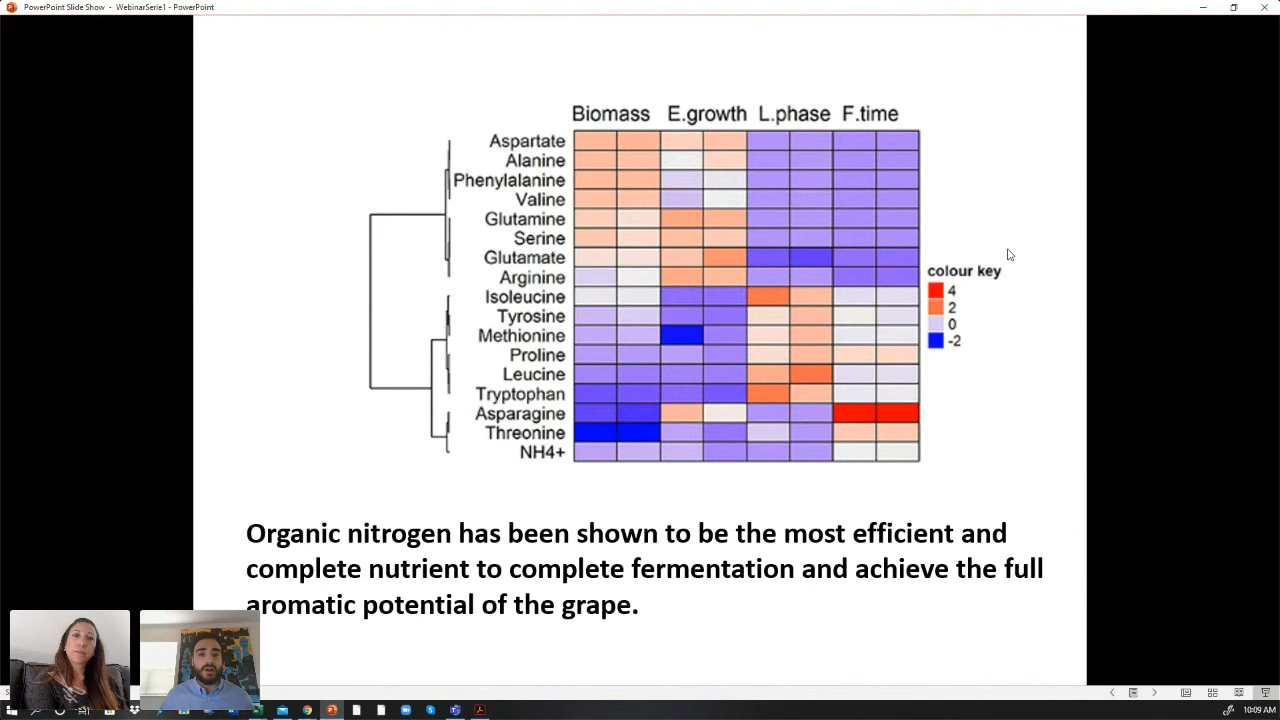 PowerPoint Slide Show - WebinarSerie1 - PowerPoint
Biomass E.growth L.phase F.time
Aspartate
Alanine
Phenylalanine
Valine
Glutamine
Serine
Glutamate
Arginine
Isoleucine
Tyrosine
Methionine
Proline
Leucine
Tryptophan
Asparagine
Threonine
NH4+
colour key
4
2
0
-2
Organic nitrogen has been shown to be the most efficient and
complete nutrient to complete fermentation and achieve the full
aromatic potential of the grape.
10:09 AM